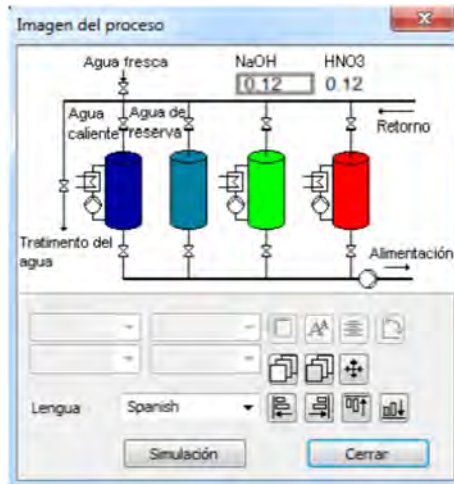 Imagen del proceso
Agua fresca
NaOH
HNO3
0.12
0.12
Agua
caliente
Agua de
reserva
Retorno
Tratimento del
agua
Alimentación
Lengua
Spanish
Simulación
Cerrar